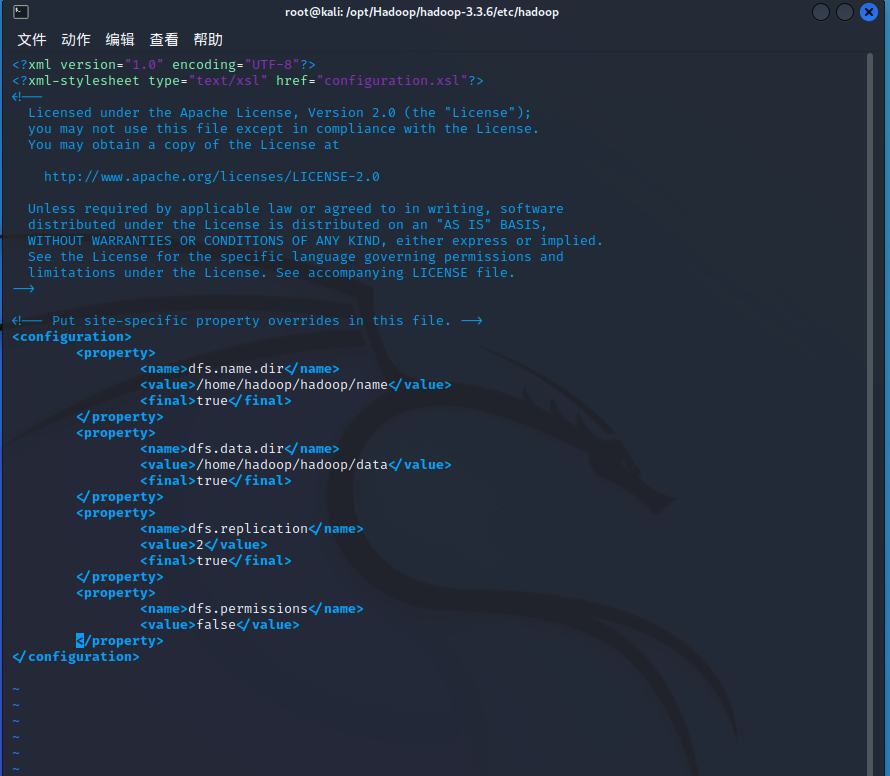 root@kali: /opt/Hadoop/hadoop-3.3.6/etc/hadoop
文件 动作 编辑 查看 帮助
<?xml version="1.0" encoding="UTF-8"?>
<?xml-stylesheet type="text/xsl" href="configuration.xsl"?>
<!--
  Licensed under the Apache License, Version 2.0 (the "License");
  you may not use this file except in compliance with the License.
  You may obtain a copy of the License at

    http://www.apache.org/licenses/LICENSE-2.0

  Unless required by applicable law or agreed to in writing, software
  distributed under the License is distributed on an "AS IS" BASIS,
  WITHOUT WARRANTIES OR CONDITIONS OF ANY KIND, either express or implied.
  See the License for the specific language governing permissions and
  limitations under the License. See accompanying LICENSE file.
-->

<!-- Put site-specific property overrides in this file. -->
<configuration>
        <property>
                <name>dfs.name.dir</name>
                <value>/home/hadoop/hadoop/name</value>
                <final>true</final>
        </property>
        <property>
                <name>dfs.data.dir</name>
                <value>/home/hadoop/hadoop/data</value>
                <final>true</final>
        </property>
        <property>
                <name>dfs.replication</name>
                <value>2</value>
                <final>true</final>
        </property>
        <property>
                <name>dfs.permissions</name>
                <value>false</value>
        </property>
</configuration>

~
~
~
~
~
~